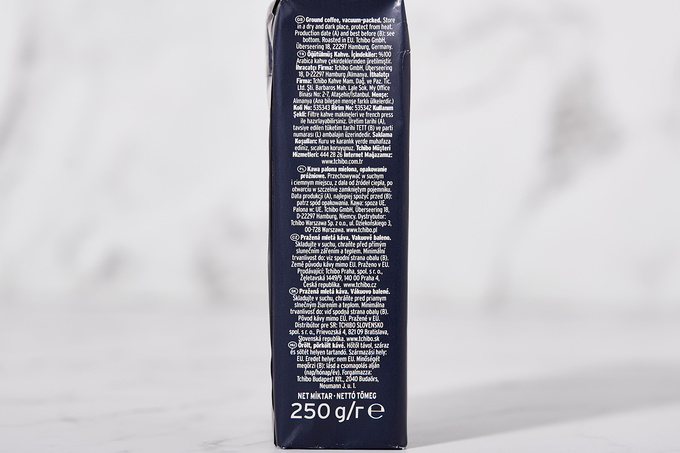 GB Ground coffee, vacuum-packed. Store
in a dry and dark place, protect from heat.
Production date (A) and best before (B): see
bottom. Roasted in EU. Tchibo GmbH,
Überseering 18, 22297 Hamburg, Germany.
TR Öğütülmüş Kahve. İçindekiler: %100
Arabica kahve çekirdeklerinden üretilmiştir.
İhracatçı Firma: Tchibo GmbH, Überseering
18, D-22297 Hamburg /Almanya. İthalatçı
Firma: Tchibo Kahve Mam. Dağ. ve Paz. Tic.
Ltd. Şti. Barbaros Mah. Lale Sok. My Office
Binası No: 2-7, Ataşehir/İstanbul. Menşe:
Almanya (Ana bileşen menşe farklı ülkelerdir.)
Koli No: 535343 Birim No: 535342 Kullanım
Şekli: Filtre kahve makineleri ve french press
ile hazırlayabilirsiniz. Üretim tarihi (A),
tavsiye edilen tüketim tarihi TETT (B) ve parti
numarası (L) ambalajın üzerindedir. Saklama
Koşulları: Kuru ve karanlık yerde muhafaza
ediniz, sıcaktan koruyunuz. Tchibo Müşteri
Hizmetleri: 444 28 26 İnternet Mağazamız:
www.tchibo.com.tr
PL Kawa palona mielona, opakowanie
próżniowe. Przechowywać w suchym
i ciemnym miejscu, z dala od źródeł ciepła, po
otwarciu w szczelnie zamkniętym pojemniku.
Data produkcji (A), najlepiej spożyć przed (B):
patrz spód opakowania. Kawa: spoza UE.
Palona w: UE. Tchibo GmbH, Überseering 18,
D-22297 Hamburg, Niemcy. Dystrybutor:
Tchibo Warszawa Sp. z o.o., ul. Dziekońskiego 3,
00-728 Warszawa. www.tchibo.pl
CZ Pražená mletá káva. Vakuově baleno.
Skladujte v suchu, chraňte před přímým
slunečním zářením a teplem. Minimální
trvanlivost do: viz spodní strana obalu (B).
Země původu kávy mimo EU. Praženo v EU.
Prodávající: Tchibo Praha, spol. s r.o.,
Želetavská 1449/9, 140 00 Praha 4,
Česká republika. www.tchibo.cz
SK Pražená mletá káva. Vákuovo balené.
Skladujte v suchu, chráňte pred priamym
slnečným žiarením a teplom. Minimálna
trvanlivosť do: viď spodná strana obalu (B).
Pôvod kávy mimo EÚ. Pražené v EÚ.
Distribútor pre SR: TCHIBO SLOVENSKO
spol. s r.o., Prievozská 4, 821 09 Bratislava,
Slovenská republika. www.tchibo.sk
HU Őrölt, pörkölt kávé. Hőtől távol, száraz
és sötét helyen tartandó. Származási hely:
EU. Eredet helye: nem EU. Minőségét
megőrzi (B): lásd a csomagolás alján
(nap/hónap/év). Forgalmazza:
Tchibo Budapest Kft., 2040 Budaörs,
Neumann J. u. 1.
NET MİKTAR · NETTÓ TÖMEG
250 g/г ℮